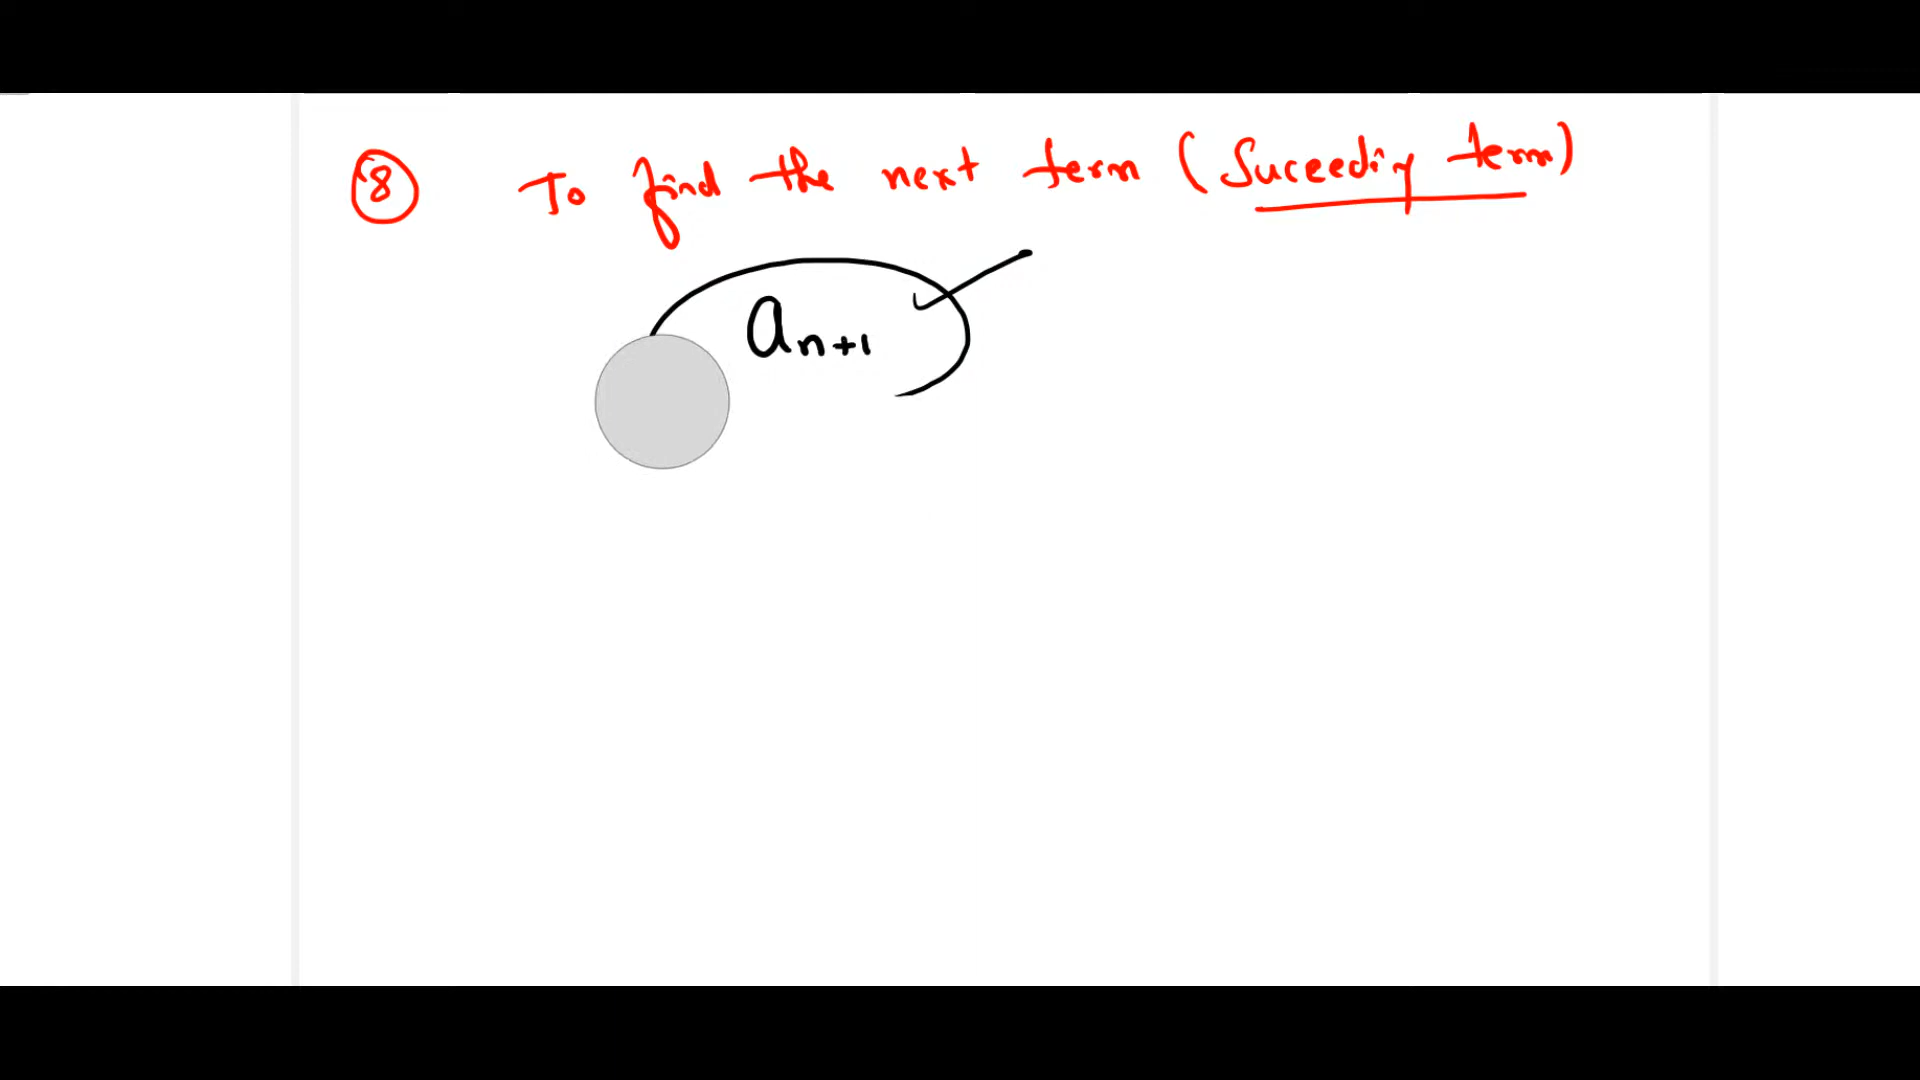 8 To find the next term (Suceeding term)
an+1